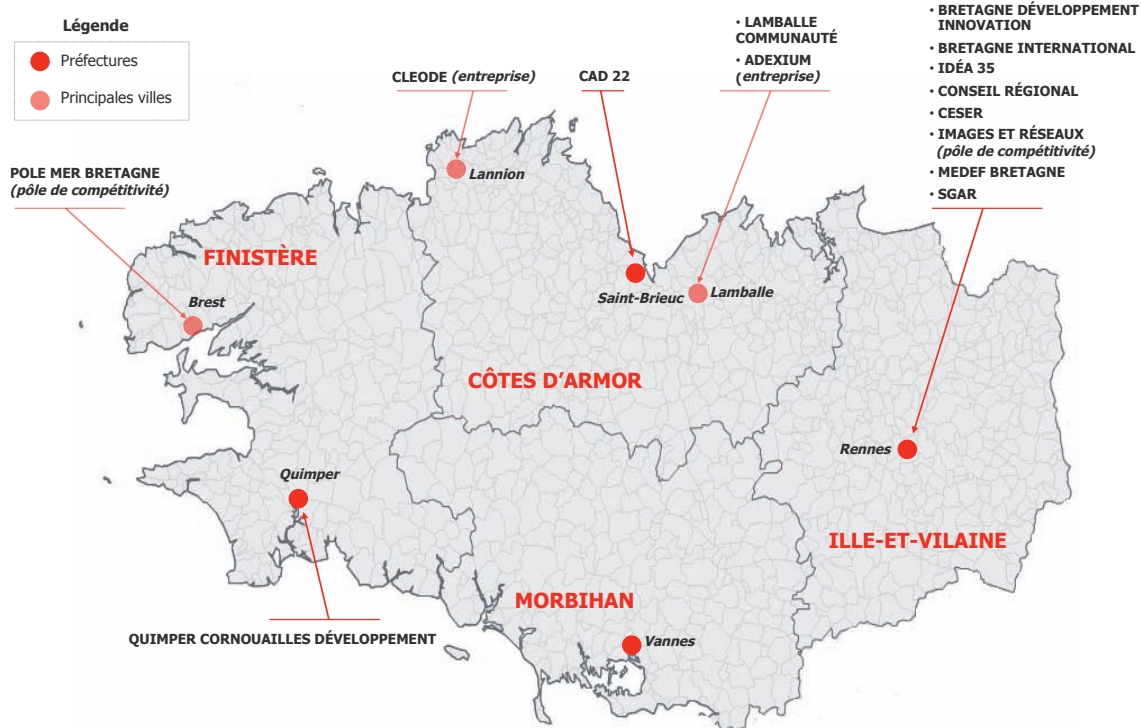 Légende
Préfectures
Principales villes
• LAMBALLE
COMMUNAUTÉ
• ADEXIUM
(entreprise)
• BRETAGNE DÉVELOPPEMENT
INNOVATION
• BRETAGNE INTERNATIONAL
• IDÉA 35
• CONSEIL RÉGIONAL
• CESER
• IMAGES ET RÉSEAUX
(pôle de compétitivité)
• MEDEF BRETAGNE
• SGAR
CLEODE (entreprise)
CAD 22
POLE MER BRETAGNE
(pôle de compétitivité)
Lannion
FINISTÈRE
Brest
Saint-Brieuc
Lamballe
CÔTES D’ARMOR
Rennes
Quimper
ILLE-ET-VILAINE
MORBIHAN
QUIMPER CORNOUAILLES DÉVELOPPEMENT
Vannes